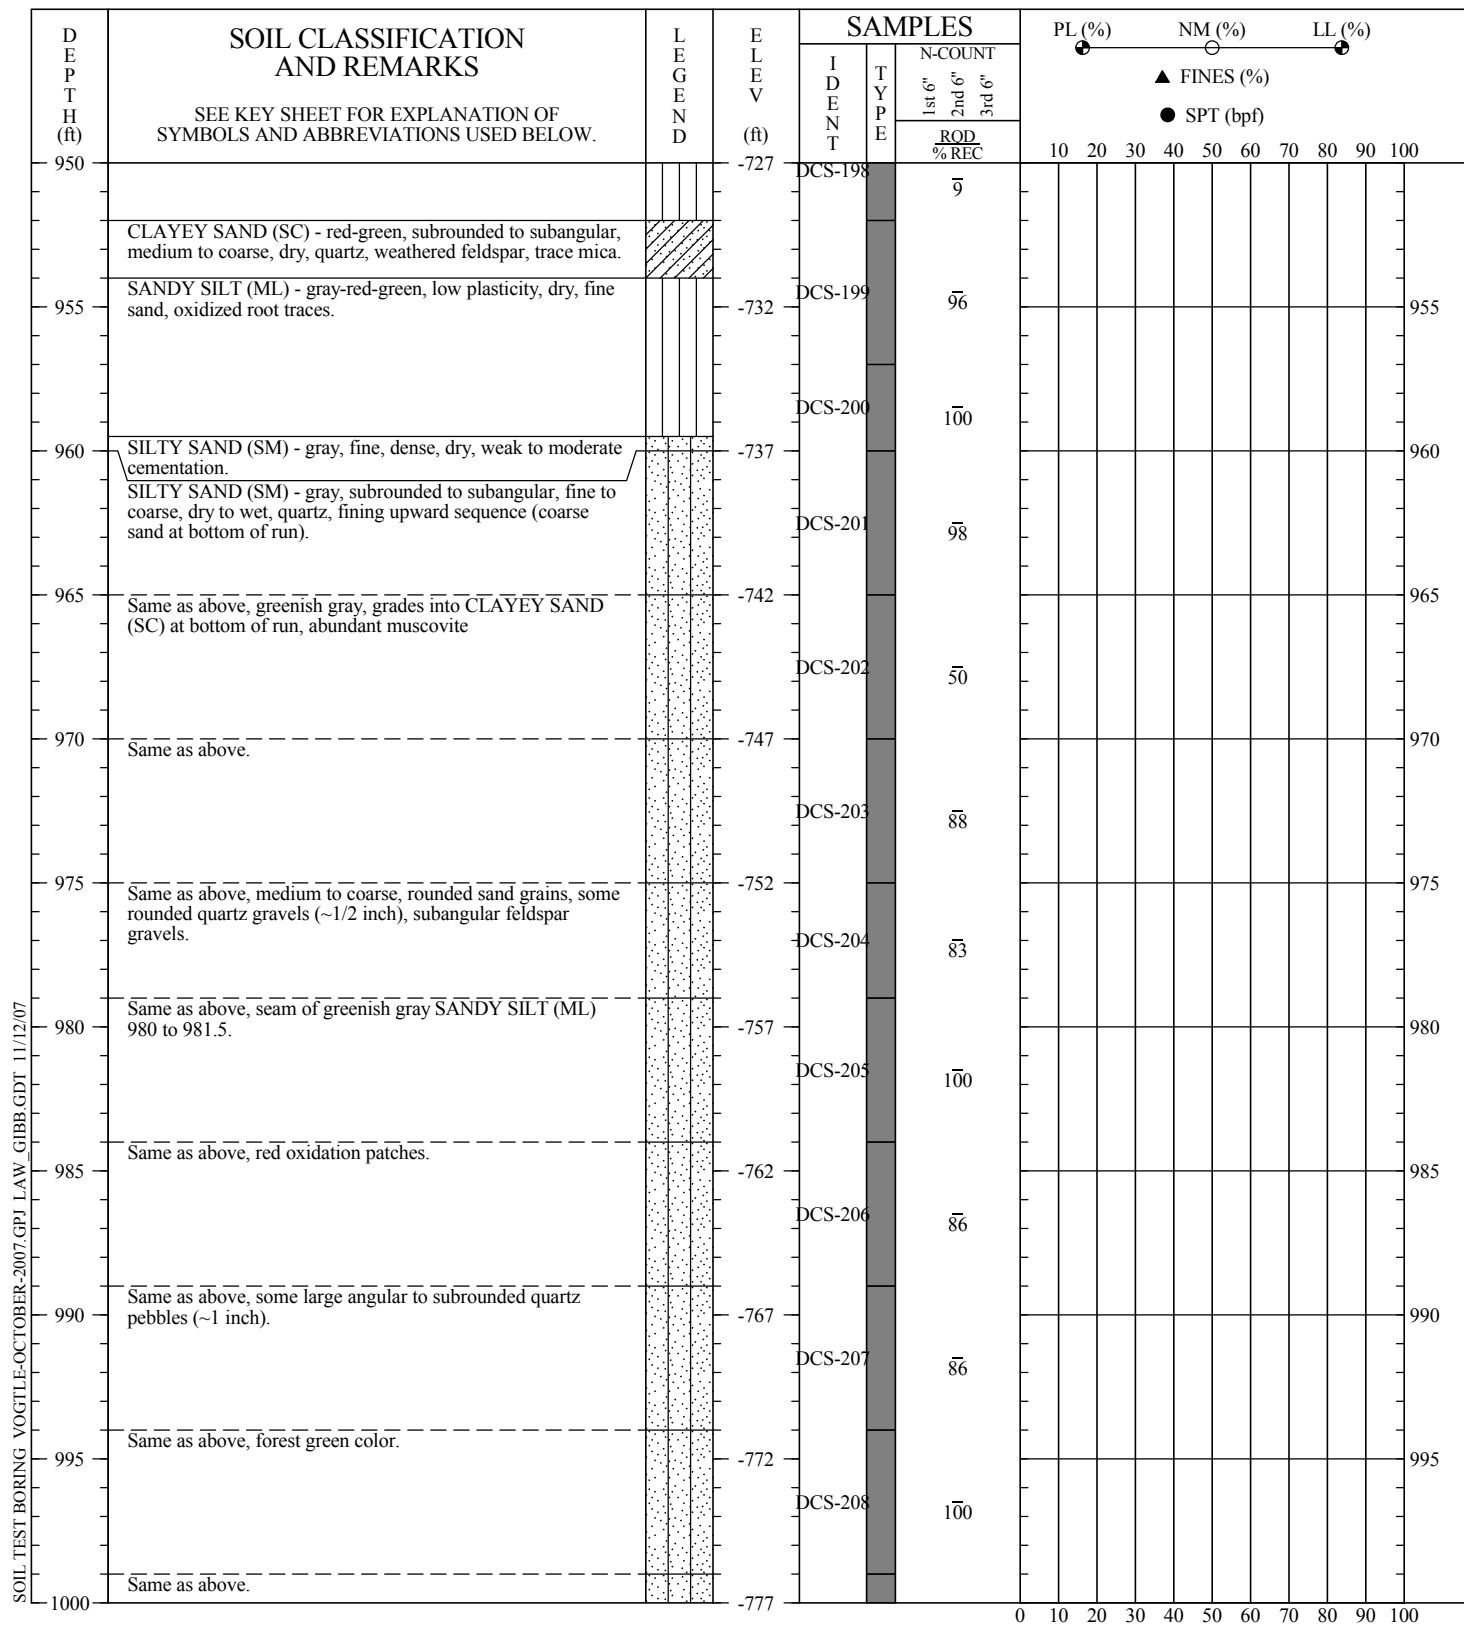 DEPTH (ft)
SOIL CLASSIFICATION
AND REMARKS
SEE KEY SHEET FOR EXPLANATION OF
SYMBOLS AND ABBREVIATIONS USED BELOW.
LEGEND
ELEV (ft)
SAMPLES
IDENT
TYPE
N-COUNT
1st 6"
2nd 6"
3rd 6"
RQD
% REC
PL (%) NM (%) LL (%)
▲ FINES (%)
● SPT (bpf)
10 20 30 40 50 60 70 80 90 100
950 -727
DCS-198
9
CLAYEY SAND (SC) - red-green, subrounded to subangular,
medium to coarse, dry, quartz, weathered feldspar, trace mica.
SANDY SILT (ML) - gray-red-green, low plasticity, dry, fine
sand, oxidized root traces.
DCS-199
96
955 -732 955
DCS-200
100
SILTY SAND (SM) - gray, fine, dense, dry, weak to moderate
cementation.
960 -737 960
SILTY SAND (SM) - gray, subrounded to subangular, fine to
coarse, dry to wet, quartz, fining upward sequence (coarse
sand at bottom of run).
DCS-201
98
965 -742 965
Same as above, greenish gray, grades into CLAYEY SAND
(SC) at bottom of run, abundant muscovite
DCS-202
50
970 -747 970
Same as above.
DCS-203
88
975 -752 975
Same as above, medium to coarse, rounded sand grains, some
rounded quartz gravels (~1/2 inch), subangular feldspar
gravels.
DCS-204
83
Same as above, seam of greenish gray SANDY SILT (ML)
980 to 981.5.
980 -757 980
DCS-205
100
Same as above, red oxidation patches.
985 -762 985
DCS-206
86
Same as above, some large angular to subrounded quartz
pebbles (~1 inch).
990 -767 990
DCS-207
86
Same as above, forest green color.
995 -772 995
DCS-208
100
Same as above.
1000 -777
0 10 20 30 40 50 60 70 80 90 100
SOIL TEST BORING VOGTLE-OCTOBER-2007.GPJ LAW_GIBB.GDT 11/12/07